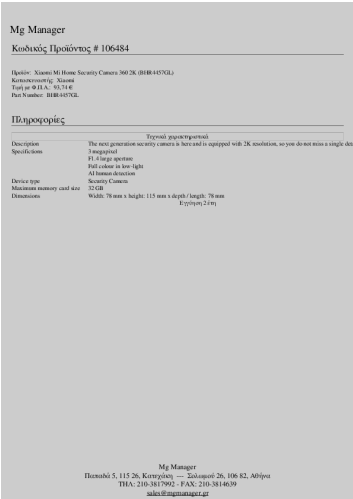 Mg Manager
Κωδικός Προϊόντος # 106484
Προϊόν: Xiaomi Mi Home Security Camera 360 2K (BHR4457GL)
Κατασκευαστής: Xiaomi
Τιμή με Φ.Π.Α.: 93,74 €
Part Number: BHR4457GL
Πληροφορίες
Τεχνικά χαρακτηριστικά
Description The next generation security camera is here and is equipped with 2K resolution, so you do not miss a single
Specifictions 3 megapixel
F1.4 large aperture
Full colour in low-light
AI human detection
Device type Security Camera
Maximum memory card size 32 GB
Dimensions Width: 78 mm x height: 115 mm x depth / length: 78 mm
Εγγύηση 2 έτη
Mg Manager
Παπαδά 5, 115 26, Κατεχάκη --- Σολωμού 26, 106 82, Αθήνα
ΤΗΛ: 210-3817992 - FAX: 210-3814639
sales@mgmanager.gr